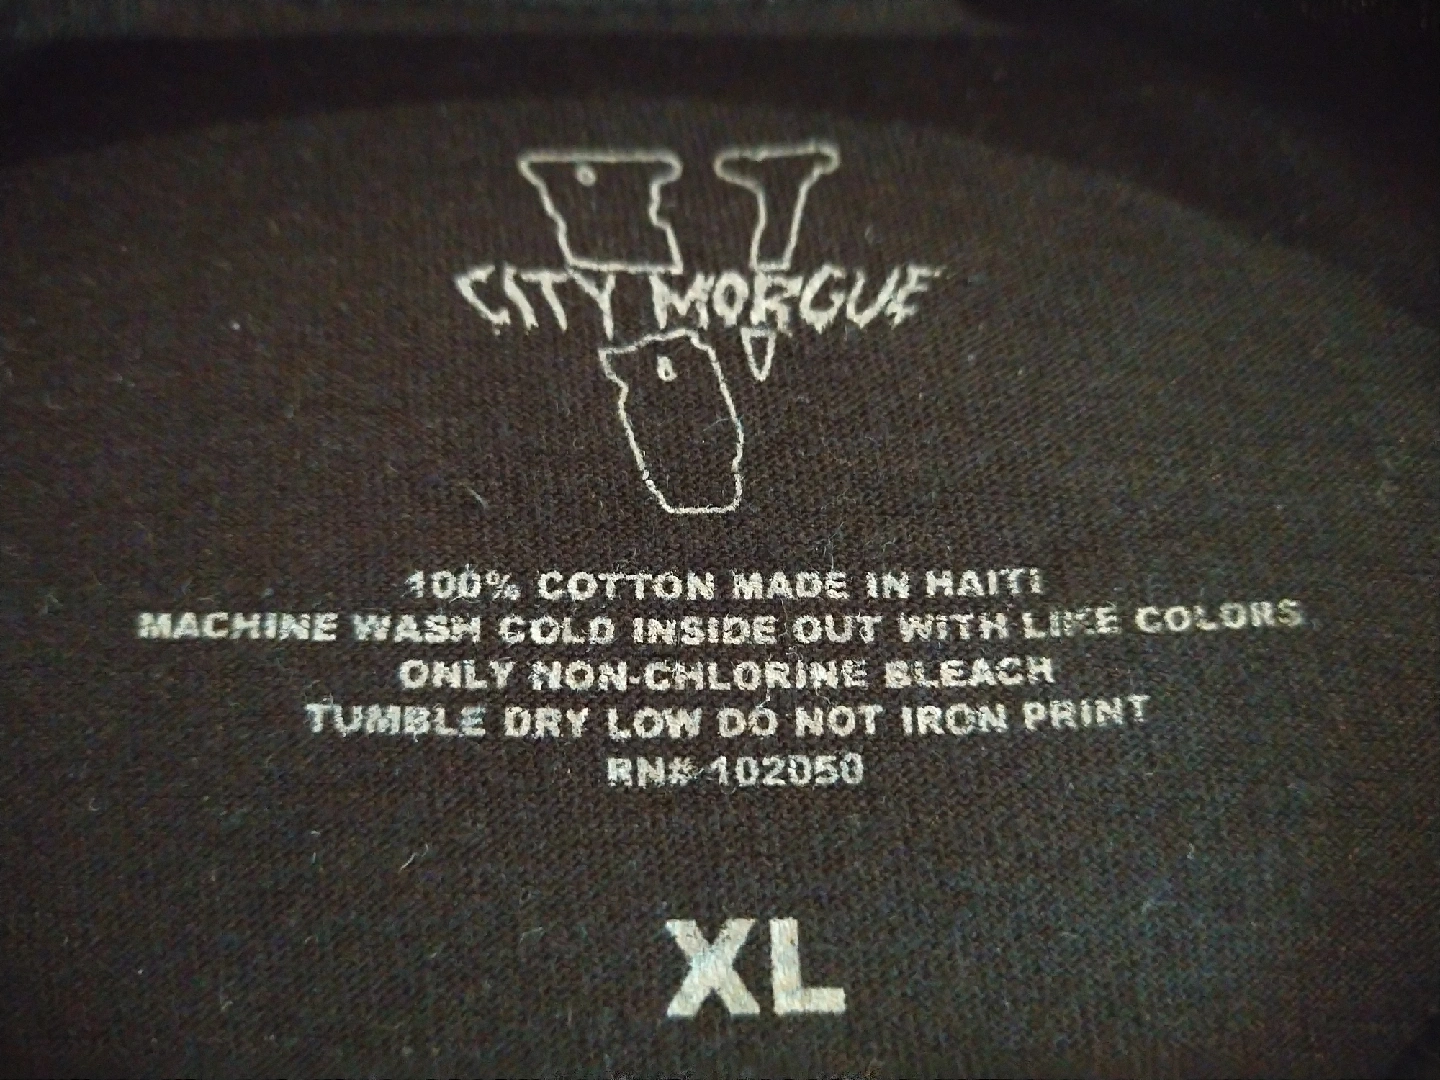 V
CITY MORGUE
100% COTTON MADE IN HAITI
MACHINE WASH COLD INSIDE OUT WITH LIKE COLORS
ONLY NON-CHLORINE BLEACH
TUMBLE DRY LOW DO NOT IRON PRINT
RN# 102050
XL